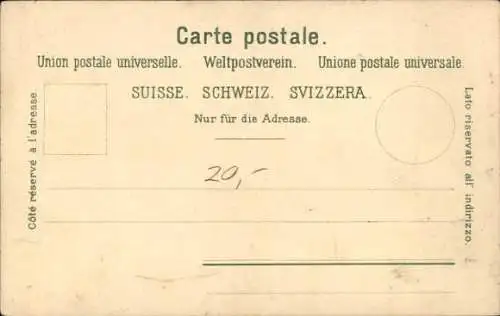 Carte postale.
Union postale universelle. Weltpostverein. Unione postale universale.
SUISSE. SCHWEIZ. SVIZZERA.
Nur für die Adresse.
Côté réservé à l'adresse
Lato riservato all' indirizzo.
20,-